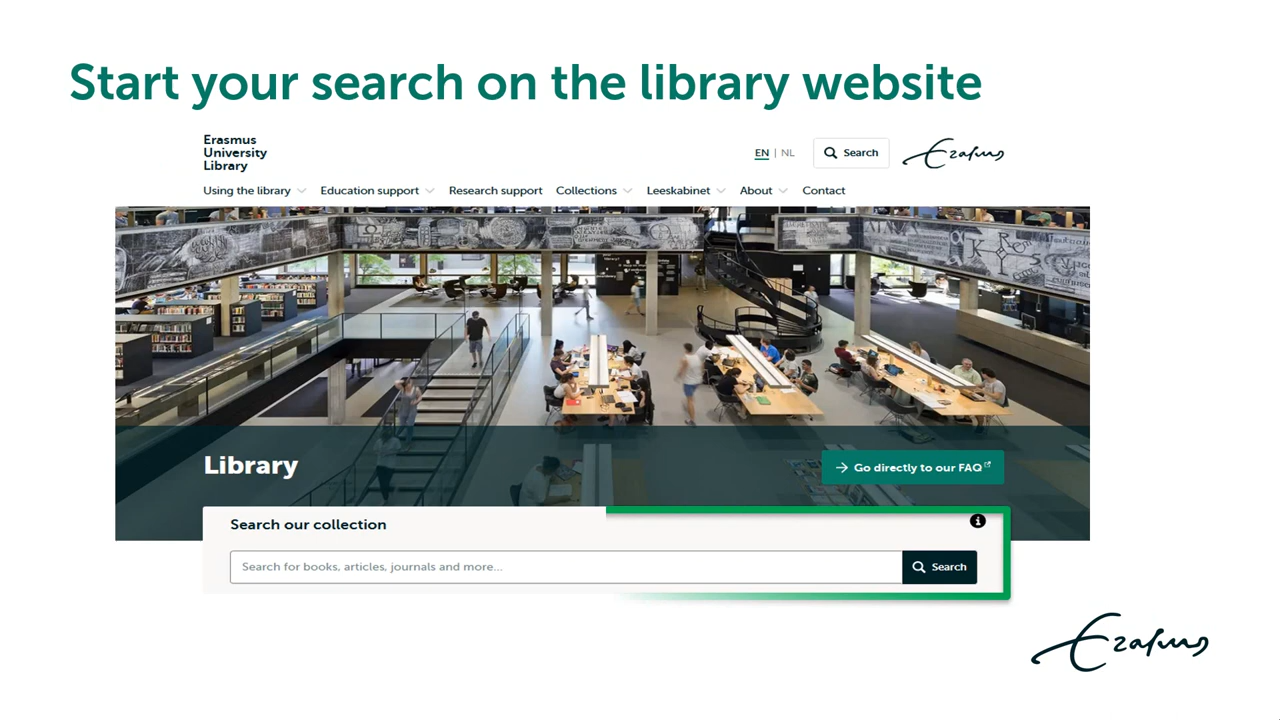 Start your search on the library website
Erasmus
University
Library
EN | NL
Search
Erasmus
Using the library
Education support
Research support
Collections
Leeskabinet
About
Contact
Library
Go directly to our FAQ
Search our collection
Search for books, articles, journals and more...
Search
Erasmus